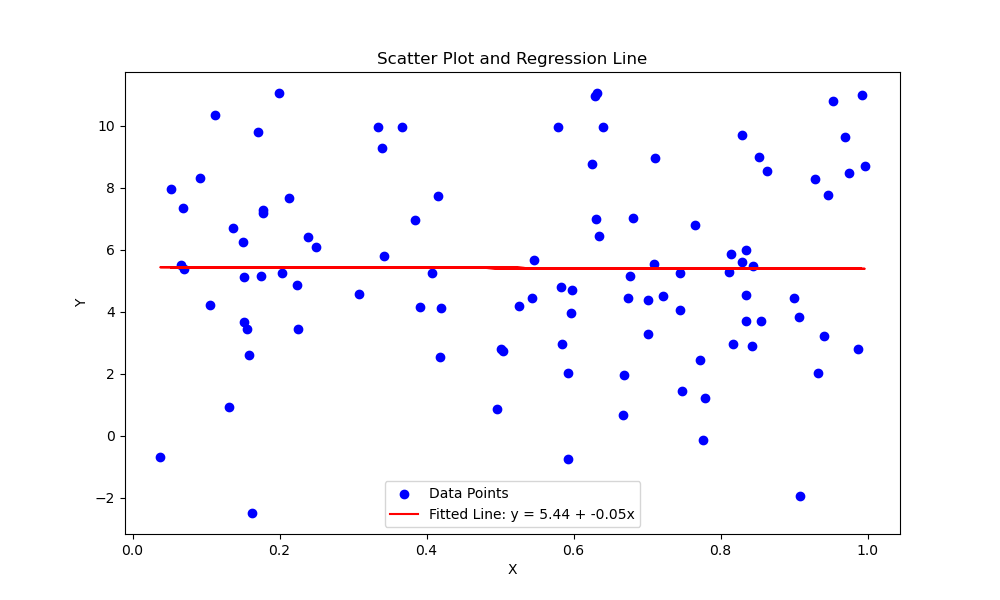 Scatter Plot and Regression Line
10
8
6
4
2
0
−2
Y
Data Points
Fitted Line: y = 5.44 + -0.05x
0.0 0.2 0.4 0.6 0.8 1.0
X